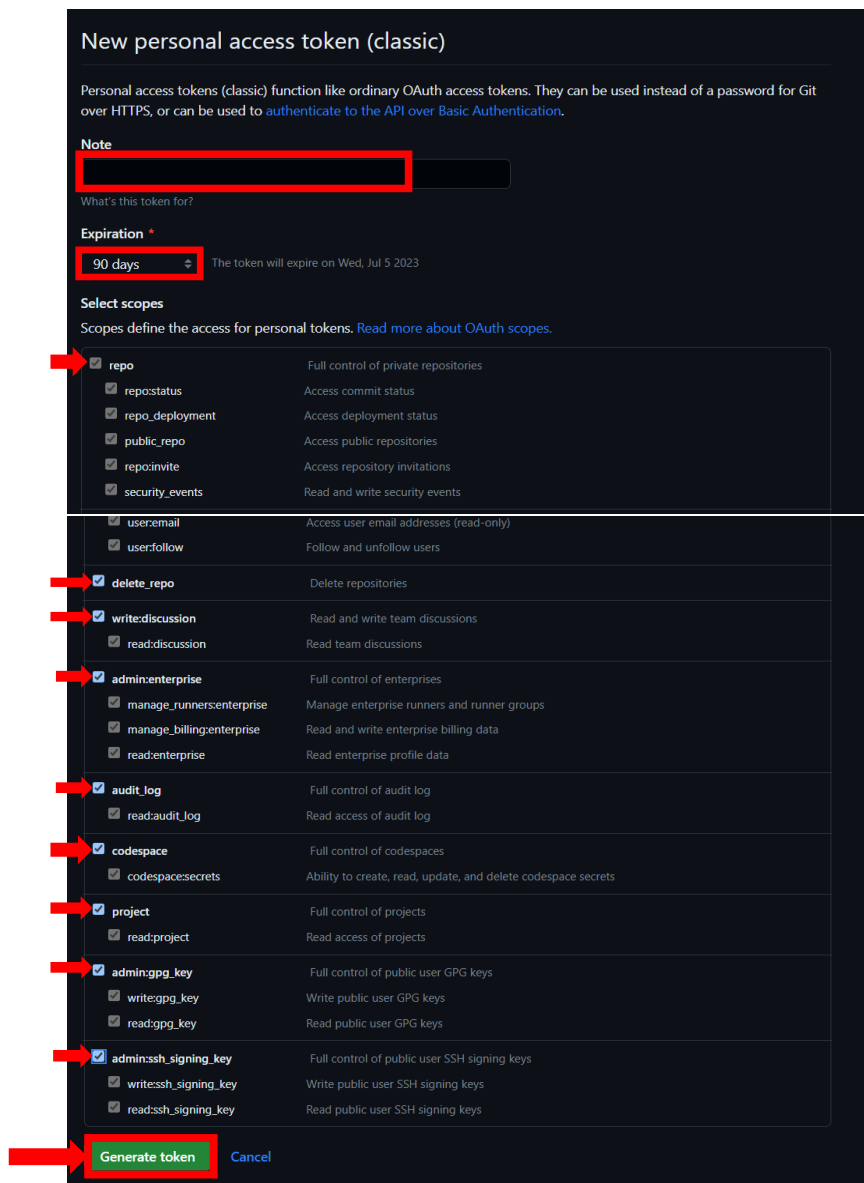 New personal access token (classic)
Personal access tokens (classic) function like ordinary OAuth access tokens. They can be used instead of a password for Git
over HTTPS, or can be used to authenticate to the API over Basic Authentication.
Note
What's this token for?
Expiration *
90 days The token will expire on Wed, Jul 5 2023
Select scopes
Scopes define the access for personal tokens. Read more about OAuth scopes.
repo Full control of private repositories
repo:status Access commit status
repo_deployment Access deployment status
public_repo Access public repositories
repo:invite Access repository invitations
security_events Read and write security events
user:email Access user email addresses (read-only)
user:follow Follow and unfollow users
delete_repo Delete repositories
write:discussion Read and write team discussions
read:discussion Read team discussions
admin:enterprise Full control of enterprises
manage_runners:enterprise Manage enterprise runners and runner groups
manage_billing:enterprise Read and write enterprise billing data
read:enterprise Read enterprise profile data
audit_log Full control of audit log
read:audit_log Read access of audit log
codespace Full control of codespaces
codespace:secrets Ability to create, read, update, and delete codespace secrets
project Full control of projects
read:project Read access of projects
admin:gpg_key Full control of public user GPG keys
write:gpg_key Write public user GPG keys
read:gpg_key Read public user GPG keys
admin:ssh_signing_key Full control of public user SSH signing keys
write:ssh_signing_key Write public user SSH signing keys
read:ssh_signing_key Read public user SSH signing keys
Generate token Cancel